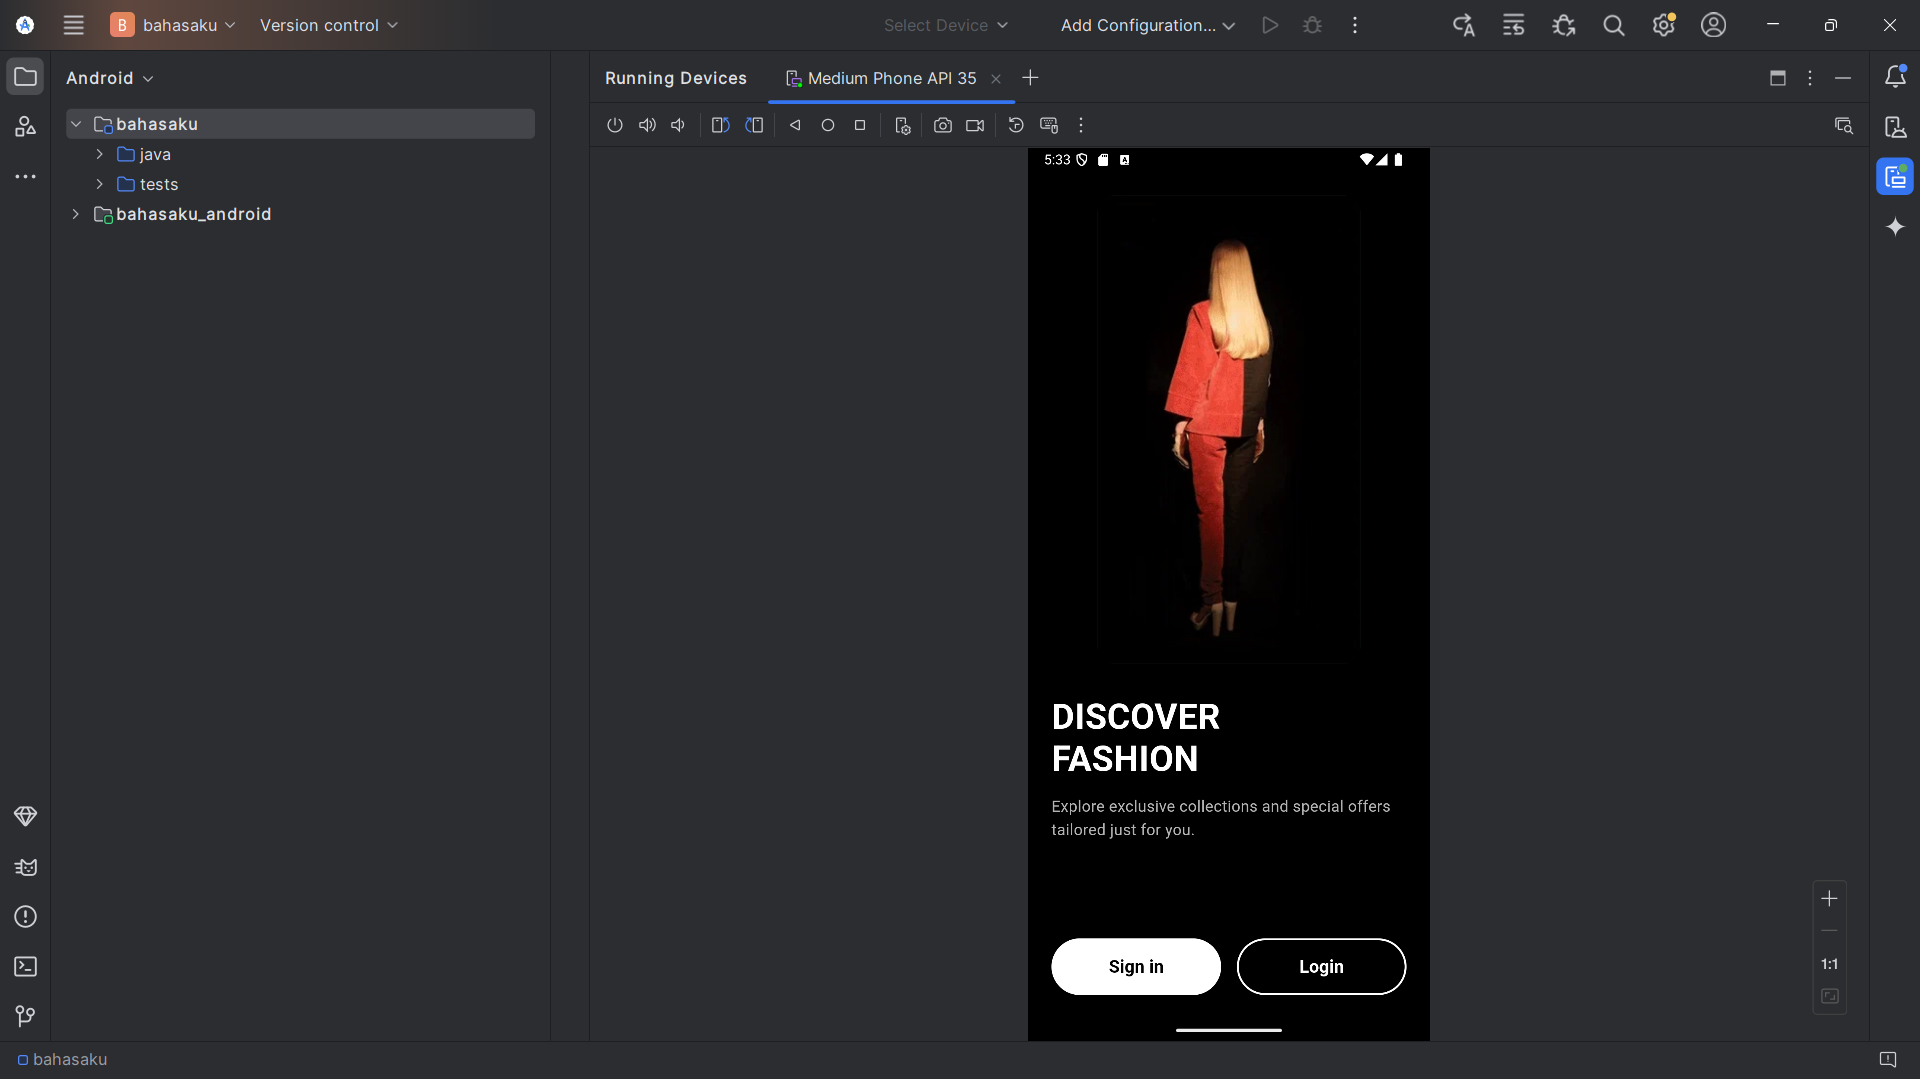 B bahasaku
Version control
Select Device
Add Configuration...
Android
Running Devices
Medium Phone API 35
bahasaku
java
tests
bahasaku_android
5:33
DISCOVER
FASHION
Explore exclusive collections and special offers
tailored just for you.
Sign in
Login
1:1
bahasaku